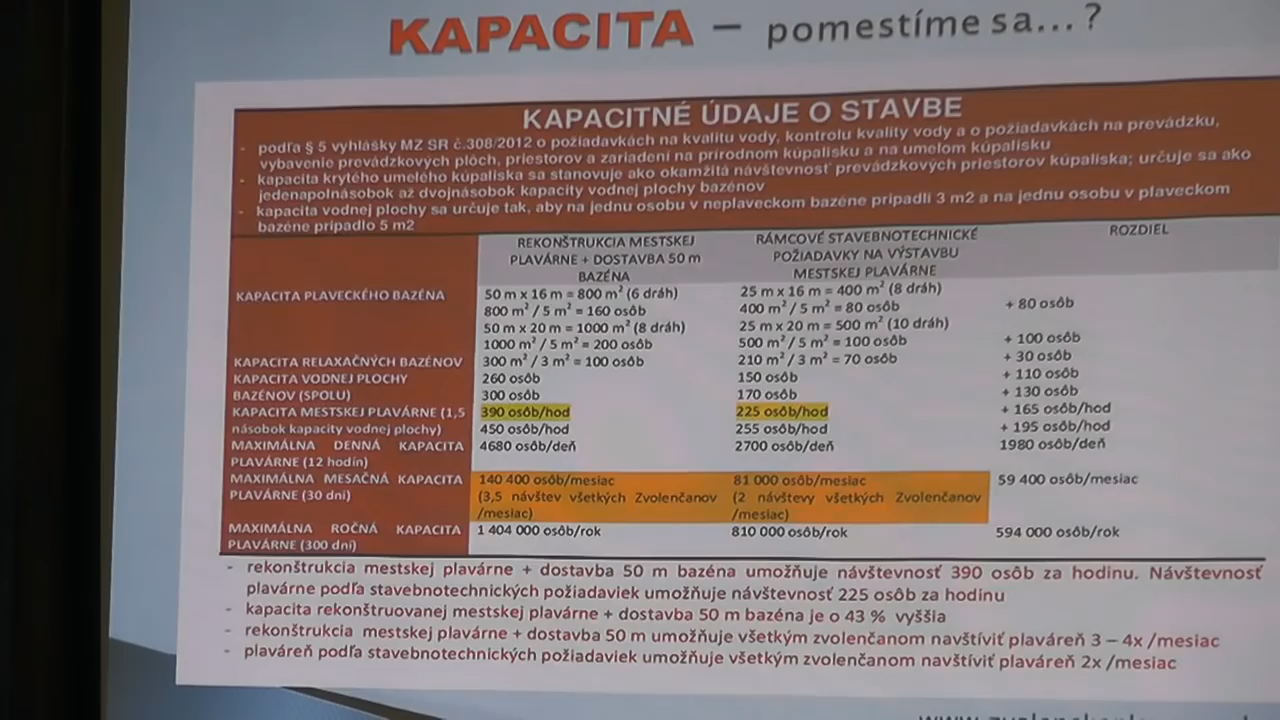 KAPACITA – pomestíme sa...?
KAPACITNÉ ÚDAJE O STAVBE
- podľa § 5 vyhlášky MZ SR č.308/2012 o požiadavkách na kvalitu vody, kontrolu kvality vody a o požiadavkách na prevádzku,
vybavenie prevádzkových plôch, priestorov a zariadení na prírodnom kúpalisku a na umelom kúpalisku
- kapacita krytého umelého kúpaliska sa stanovuje ako okamžitá návštevnosť prevádzkových priestorov kúpaliska; určuje sa ako
jedenapolnásobok až dvojnásobok kapacity vodnej plochy bazénov
- kapacita vodnej plochy sa určuje tak, aby na jednu osobu v neplaveckom bazéne pripadli 3 m2 a na jednu osobu v plaveckom
bazéne pripadlo 5 m2
REKONŠTRUKCIA MESTSKEJ
PLAVÁRNE + DOSTAVBA 50 m
BAZÉNA
RÁMCOVÉ STAVEBNOTECHNICKÉ
POŽIADAVKY NA VÝSTAVBU
MESTSKEJ PLAVÁRNE
ROZDIEL
KAPACITA PLAVECKÉHO BAZÉNA
50 m x 16 m = 800 m² (6 dráh)
800 m² / 5 m² = 160 osôb
50 m x 20 m = 1000 m² (8 dráh)
1000 m² / 5 m² = 200 osôb
25 m x 16 m = 400 m² (8 dráh)
400 m² / 5 m² = 80 osôb
25 m x 20 m = 500 m² (10 dráh)
500 m² / 5 m² = 100 osôb
+ 80 osôb
+ 100 osôb
KAPACITA RELAXAČNÝCH BAZÉNOV
300 m² / 3 m² = 100 osôb
210 m² / 3 m² = 70 osôb
+ 30 osôb
KAPACITA VODNEJ PLOCHY
BAZÉNOV (SPOLU)
260 osôb
300 osôb
150 osôb
170 osôb
+ 110 osôb
+ 130 osôb
KAPACITA MESTSKEJ PLAVÁRNE (1,5
násobok kapacity vodnej plochy)
390 osôb/hod
450 osôb/hod
225 osôb/hod
255 osôb/hod
+ 165 osôb/hod
+ 195 osôb/hod
MAXIMÁLNA DENNÁ KAPACITA
PLAVÁRNE (12 hodín)
4680 osôb/deň
2700 osôb/deň
1980 osôb/deň
MAXIMÁLNA MESAČNÁ KAPACITA
PLAVÁRNE (30 dní)
140 400 osôb/mesiac
(3,5 návštev všetkých Zvolenčanov
/mesiac)
81 000 osôb/mesiac
(2 návštevy všetkých Zvolenčanov
/mesiac)
59 400 osôb/mesiac
MAXIMÁLNA ROČNÁ KAPACITA
PLAVÁRNE (300 dní)
1 404 000 osôb/rok
810 000 osôb/rok
594 000 osôb/rok
- rekonštrukcia mestskej plavárne + dostavba 50 m bazéna umožňuje návštevnosť 390 osôb za hodinu. Návštevnosť
plavárne podľa stavebnotechnických požiadaviek umožňuje návštevnosť 225 osôb za hodinu
- kapacita rekonštruovanej mestskej plavárne + dostavba 50 m bazéna je o 43 % vyššia
- rekonštrukcia mestskej plavárne + dostavba 50 m umožňuje všetkým zvolenčanom navštíviť plaváreň 3 – 4x /mesiac
- plaváreň podľa stavebnotechnických požiadaviek umožňuje všetkým zvolenčanom navštíviť plaváreň 2x /mesiac